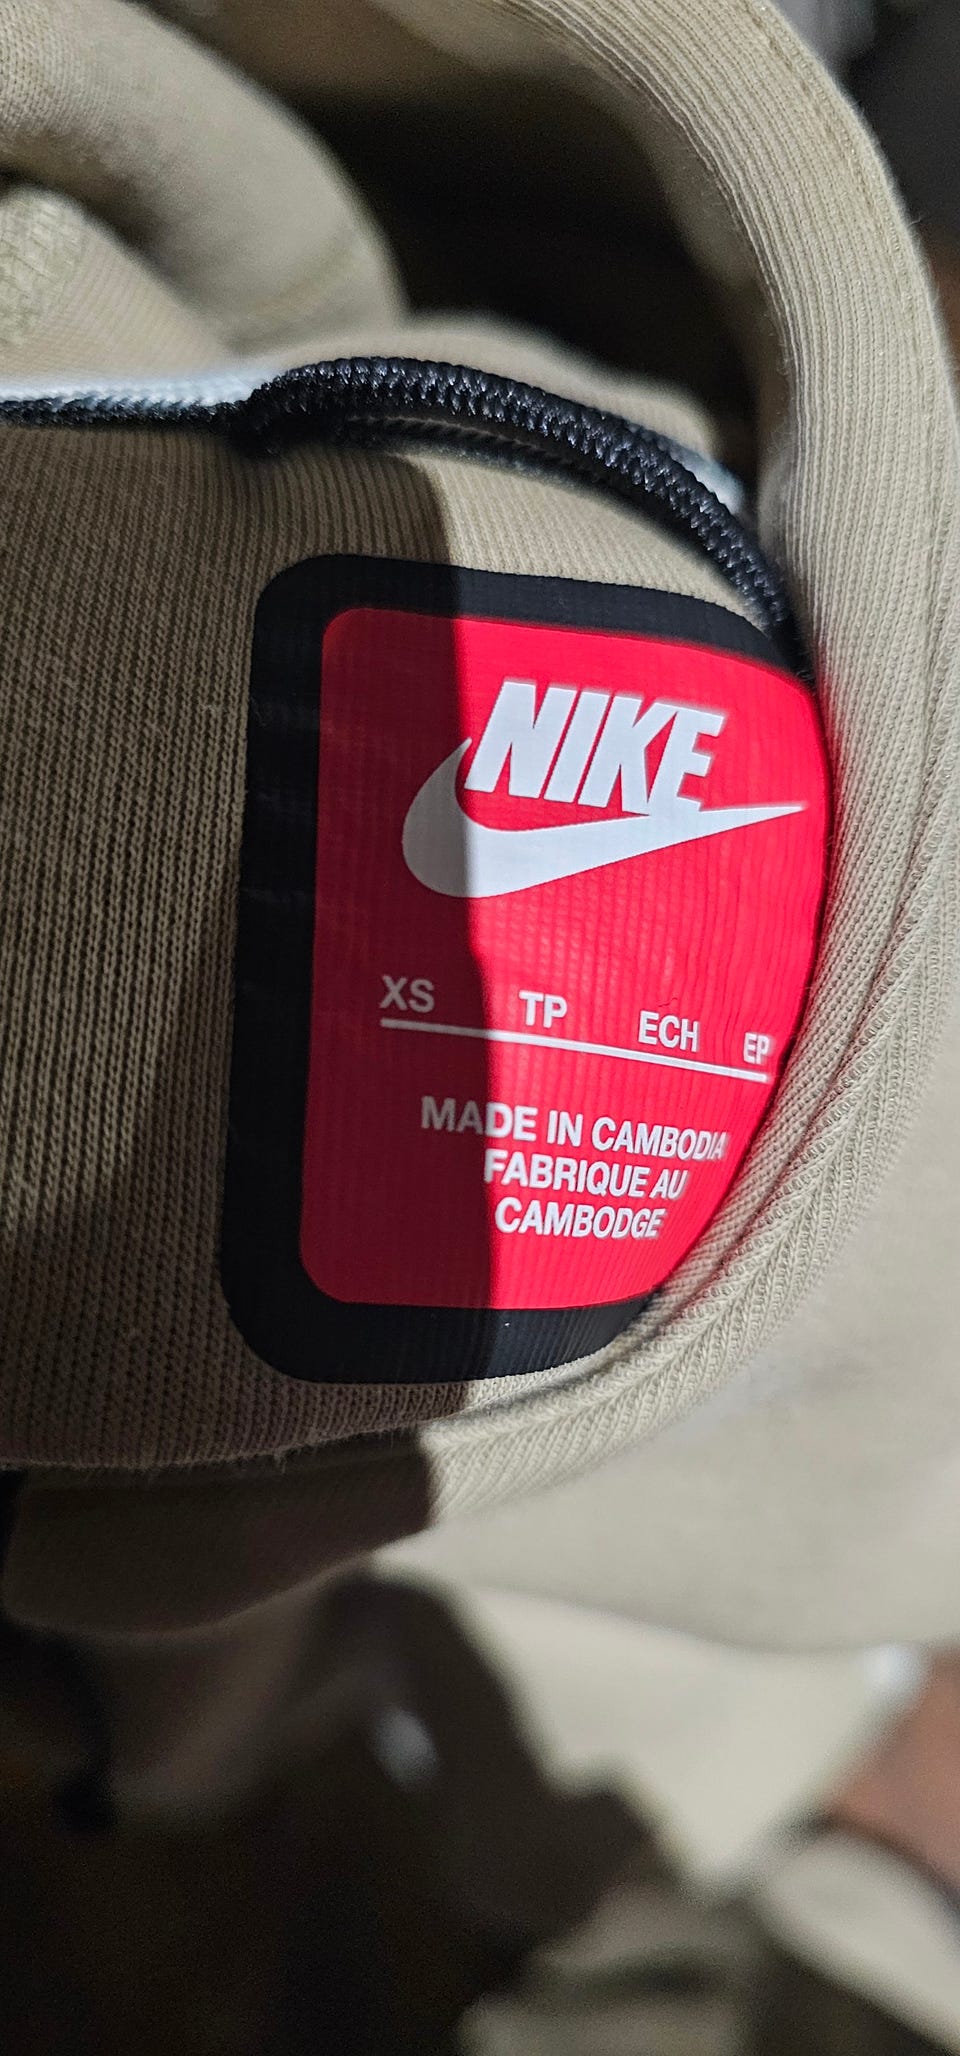 NIKE
XS TP ECH EP
MADE IN CAMBODIA
FABRIQUE AU
CAMBODGE